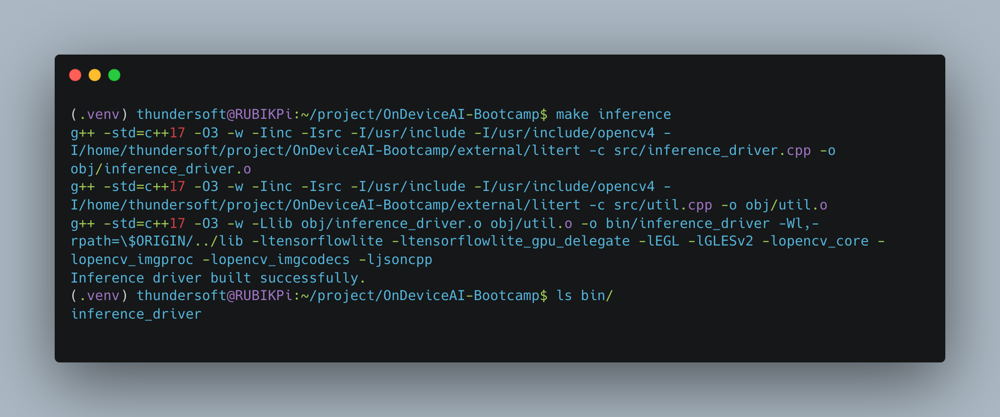 (.venv) thundersoft@RUBIKPi:~/project/OnDeviceAI-Bootcamp$ make inference
g++ -std=c++17 -O3 -w -Iinc -Isrc -I/usr/include -I/usr/include/opencv4 -
I/home/thundersoft/project/OnDeviceAI-Bootcamp/external/litert -c src/inference_driver.cpp -o
obj/inference_driver.o
g++ -std=c++17 -O3 -w -Iinc -Isrc -I/usr/include -I/usr/include/opencv4 -
I/home/thundersoft/project/OnDeviceAI-Bootcamp/external/litert -c src/util.cpp -o obj/util.o
g++ -std=c++17 -O3 -w -Llib obj/inference_driver.o obj/util.o -o bin/inference_driver -Wl,-
rpath=\$ORIGIN/../lib -ltensorflowlite -ltensorflowlite_gpu_delegate -lEGL -lGLESv2 -lopencv_core -
lopencv_imgproc -lopencv_imgcodecs -ljsoncpp
Inference driver built successfully.
(.venv) thundersoft@RUBIKPi:~/project/OnDeviceAI-Bootcamp$ ls bin/
inference_driver